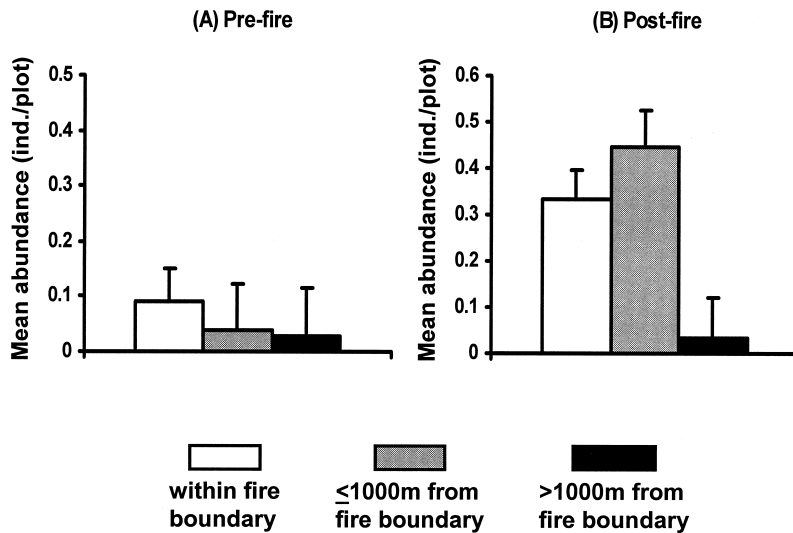 (A) Pre-fire
Mean abundance (ind./plot)
0.5
0.4
0.3
0.2
0.1
0
(B) Post-fire
Mean abundance (ind./plot)
0.6
0.5
0.4
0.3
0.2
0.1
0
within fire
boundary
≤1000m from
fire boundary
>1000m from
fire boundary